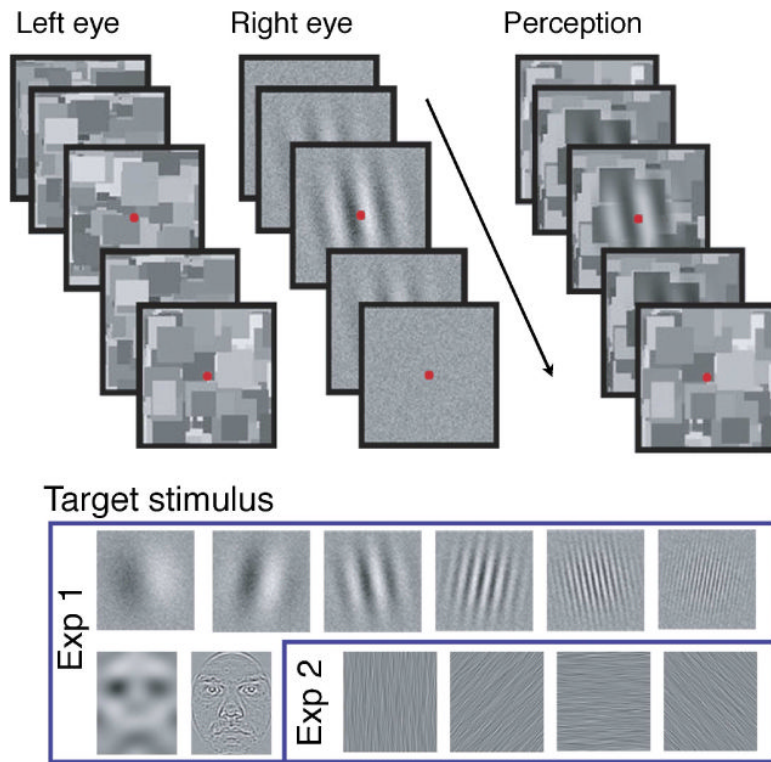 Left eye
Right eye
Perception
Target stimulus
Exp 1
Exp 2